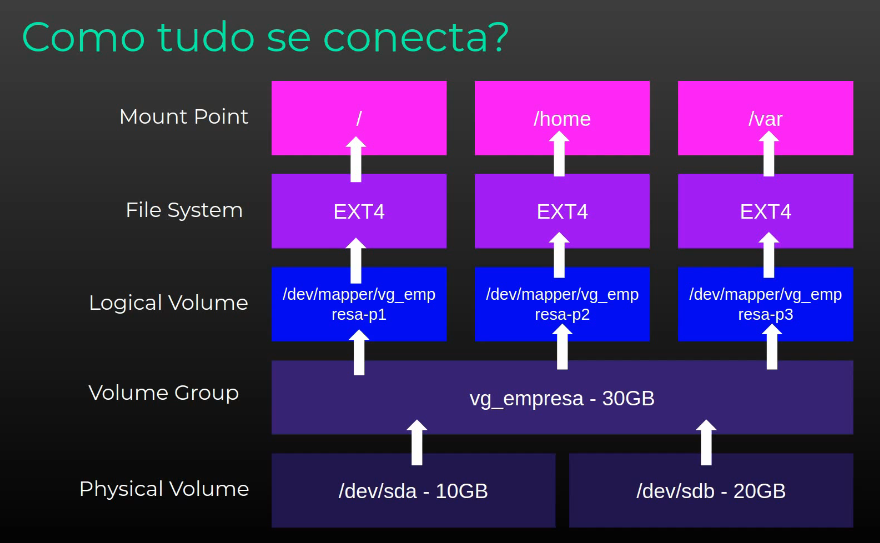 Como tudo se conecta?
Mount Point
/
/home
/var
File System
EXT4
EXT4
EXT4
Logical Volume
/dev/mapper/vg_emp
resa-p1
/dev/mapper/vg_emp
resa-p2
/dev/mapper/vg_emp
resa-p3
Volume Group
vg_empresa - 30GB
Physical Volume
/dev/sda - 10GB
/dev/sdb - 20GB